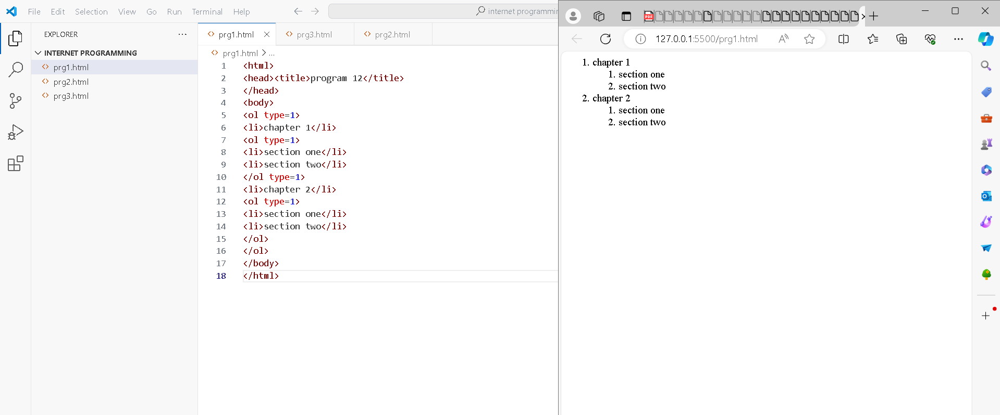 File Edit Selection View Go Run Terminal Help
internet programmin
EXPLORER
INTERNET PROGRAMMING
prg1.html
prg2.html
prg3.html
prg1.html prg3.html prg2.html
prg1.html > ...
1 <html>
2 <head><title>program 12</title>
3 </head>
4 <body>
5 <ol type=1>
6 <li>chapter 1</li>
7 <ol type=1>
8 <li>section one</li>
9 <li>section two</li>
10 </ol type=1>
11 <li>chapter 2</li>
12 <ol type=1>
13 <li>section one</li>
14 <li>section two</li>
15 </ol>
16 </ol>
17 </body>
18 </html>
PDF
127.0.0.1:5500/prg1.html
1. chapter 1
1. section one
2. section two
2. chapter 2
1. section one
2. section two